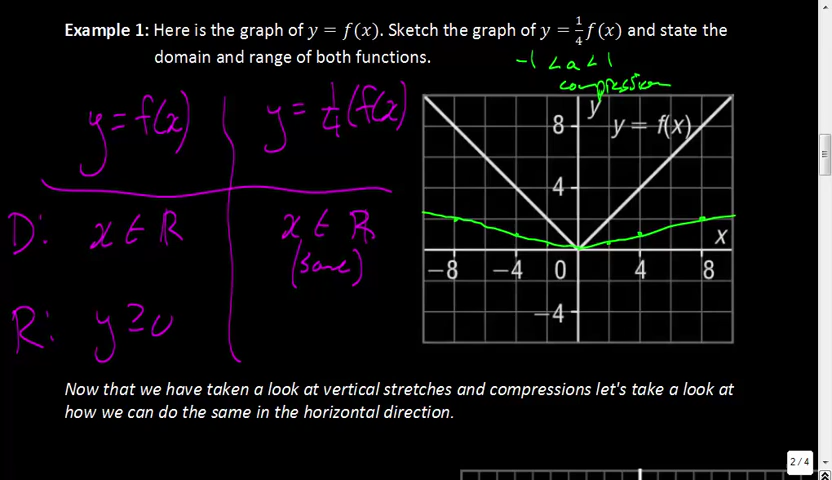 Example 1: Here is the graph of y = f(x). Sketch the graph of y = 1/4 f(x) and state the
domain and range of both functions.
-1 < a < 1
compression
y = f(x)
y = 1/4 (f(x)
D: x ∈ R
x ∈ R
(same)
R: y ≥ 0
y
8
y = f(x)
4
x
−8 −4 0 4 8
−4
Now that we have taken a look at vertical stretches and compressions let's take a look at
how we can do the same in the horizontal direction.
2 / 4